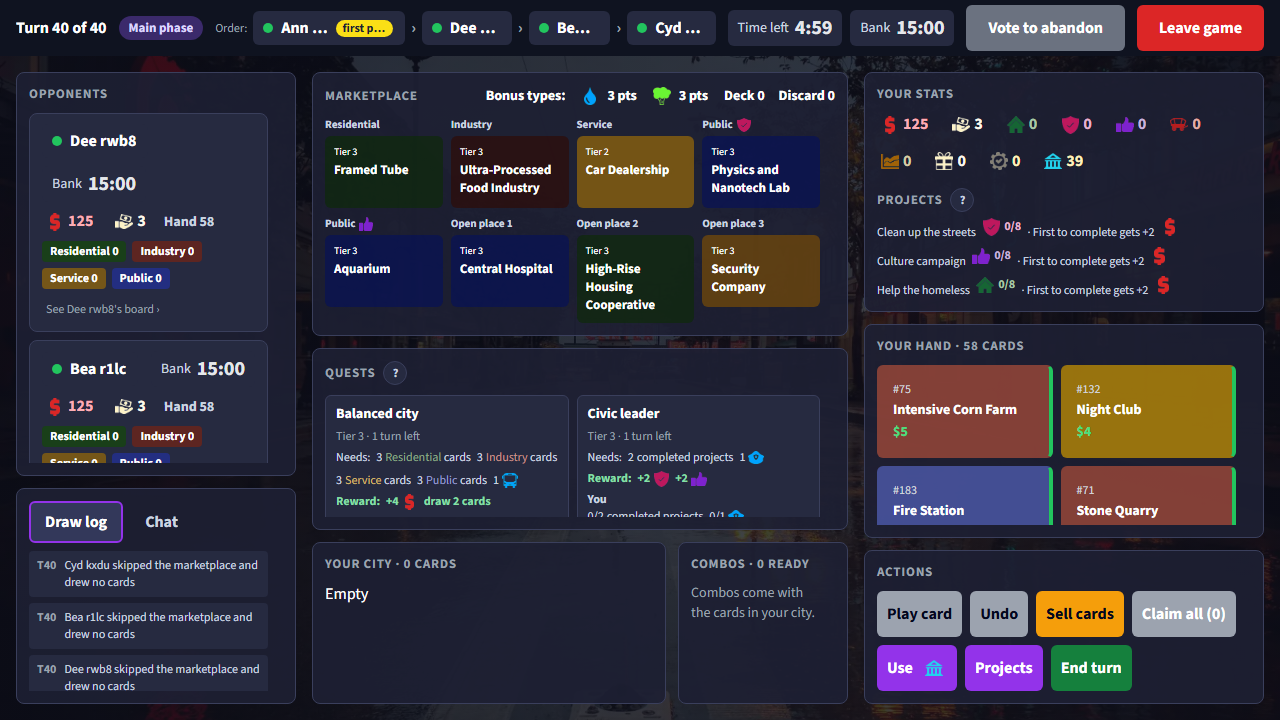 Turn 40 of 40 Main phase Order: Ann ... first p... › Dee ... › Be... › Cyd ... Time left 4:59 Bank 15:00 Vote to abandon Leave game
OPPONENTS
Dee rwb8
Bank 15:00
125 3 Hand 58
Residential 0 Industry 0
Service 0 Public 0
See Dee rwb8's board ›
Bea r1lc Bank 15:00
125 3 Hand 58
Residential 0 Industry 0
Service 0 Public 0
Draw log Chat
T40 Cyd kxdu skipped the marketplace and
drew no cards
T40 Bea r1lc skipped the marketplace and
drew no cards
T40 Dee rwb8 skipped the marketplace and
drew no cards
MARKETPLACE Bonus types: 3 pts 3 pts Deck 0 Discard 0
Residential Industry Service Public
Tier 3
Framed Tube
Tier 3
Ultra-Processed
Food Industry
Tier 2
Car Dealership
Tier 3
Physics and
Nanotech Lab
Public Open place 1 Open place 2 Open place 3
Tier 3
Aquarium
Tier 3
Central Hospital
Tier 3
High-Rise
Housing
Cooperative
Tier 3
Security
Company
QUESTS ?
Balanced city
Tier 3 · 1 turn left
Needs: 3 Residential cards 3 Industry cards
3 Service cards 3 Public cards 1
Reward: +4 draw 2 cards
Civic leader
Tier 3 · 1 turn left
Needs: 2 completed projects 1
Reward: +2 +2
You
0/2 completed projects 0/1
YOUR CITY · 0 CARDS
Empty
COMBOS · 0 READY
Combos come with
the cards in your city.
YOUR STATS
125 3 0 0 0 0
0 0 0 39
PROJECTS ?
Clean up the streets 0/8 · First to complete gets +2
Culture campaign 0/8 · First to complete gets +2
Help the homeless 0/8 · First to complete gets +2
YOUR HAND · 58 CARDS
#75
Intensive Corn Farm
$5
#132
Night Club
$4
#183
Fire Station
#71
Stone Quarry
ACTIONS
Play card Undo Sell cards Claim all (0)
Use Projects End turn